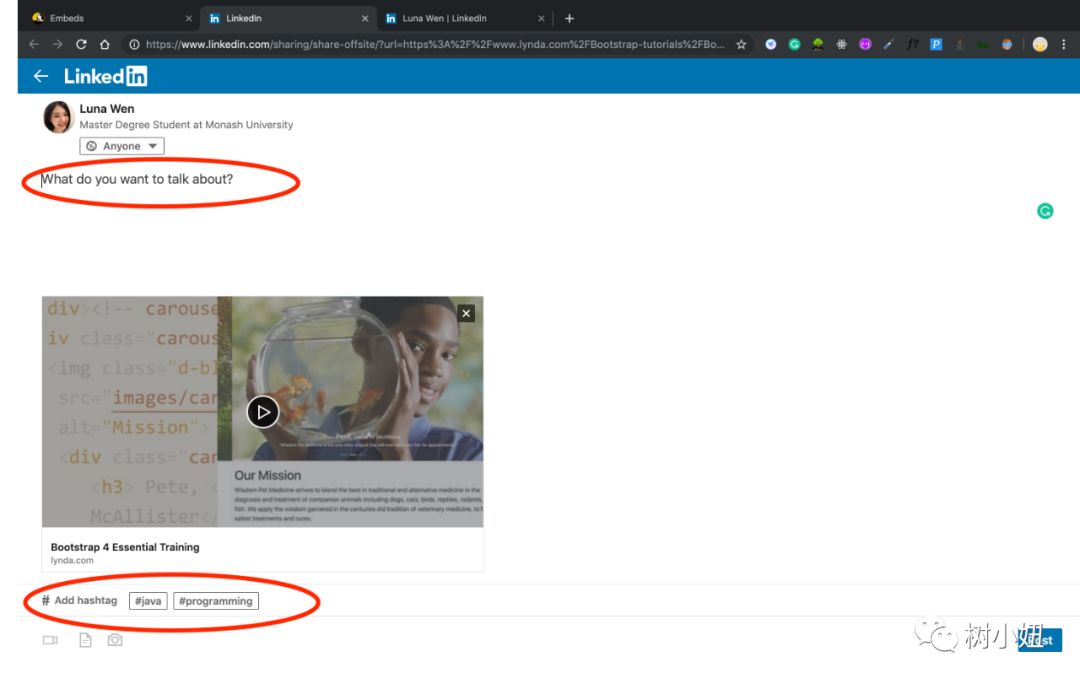 Embeds
LinkedIn
Luna Wen | LinkedIn
https://www.linkedin.com/sharing/share-offsite/?url=https%3A%2F%2Fwww.lynda.com%2FBootstrap-tutorials%2FBo...
LinkedIn
Luna Wen
Master Degree Student at Monash University
Anyone
What do you want to talk about?
div><!-- carouse
iv class="carous
<img class="d-bl
src="images/car
alt="Mission">
<div class="car
<h3> Pete,
McAllister</
Our Mission
Wisdom Pet Medicine strives to blend the best in traditional and alternative medicine in the
diagnosis and treatment of companion animals including dogs, cats, birds, reptiles, rodents,
fish. We apply the wisdom garnered in the centuries old tradition of veterinary medicine, to f
safest treatments and cures.
Bootstrap 4 Essential Training
lynda.com
# Add hashtag #java #programming
树小妞
Post